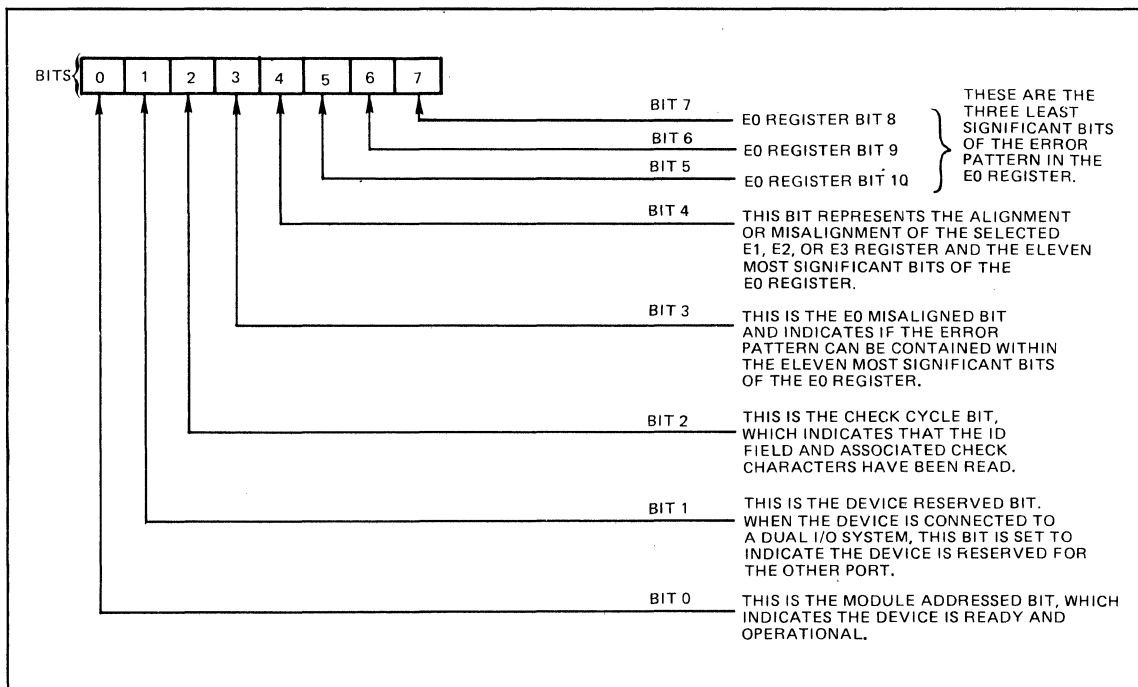 BITS
0 1 2 3 4 5 6 7
BIT 7
E0 REGISTER BIT 8
BIT 6
E0 REGISTER BIT 9
BIT 5
E0 REGISTER BIT 10
THESE ARE THE
THREE LEAST
SIGNIFICANT BITS
OF THE ERROR
PATTERN IN THE
E0 REGISTER.
BIT 4
THIS BIT REPRESENTS THE ALIGNMENT
OR MISALIGNMENT OF THE SELECTED
E1, E2, OR E3 REGISTER AND THE ELEVEN
MOST SIGNIFICANT BITS OF THE
E0 REGISTER.
BIT 3
THIS IS THE E0 MISALIGNED BIT
AND INDICATES IF THE ERROR
PATTERN CAN BE CONTAINED WITHIN
THE ELEVEN MOST SIGNIFICANT BITS
OF THE E0 REGISTER.
BIT 2
THIS IS THE CHECK CYCLE BIT,
WHICH INDICATES THAT THE ID
FIELD AND ASSOCIATED CHECK
CHARACTERS HAVE BEEN READ.
BIT 1
THIS IS THE DEVICE RESERVED BIT.
WHEN THE DEVICE IS CONNECTED TO
A DUAL I/O SYSTEM, THIS BIT IS SET TO
INDICATE THE DEVICE IS RESERVED FOR
THE OTHER PORT.
BIT 0
THIS IS THE MODULE ADDRESSED BIT, WHICH
INDICATES THE DEVICE IS READY AND
OPERATIONAL.